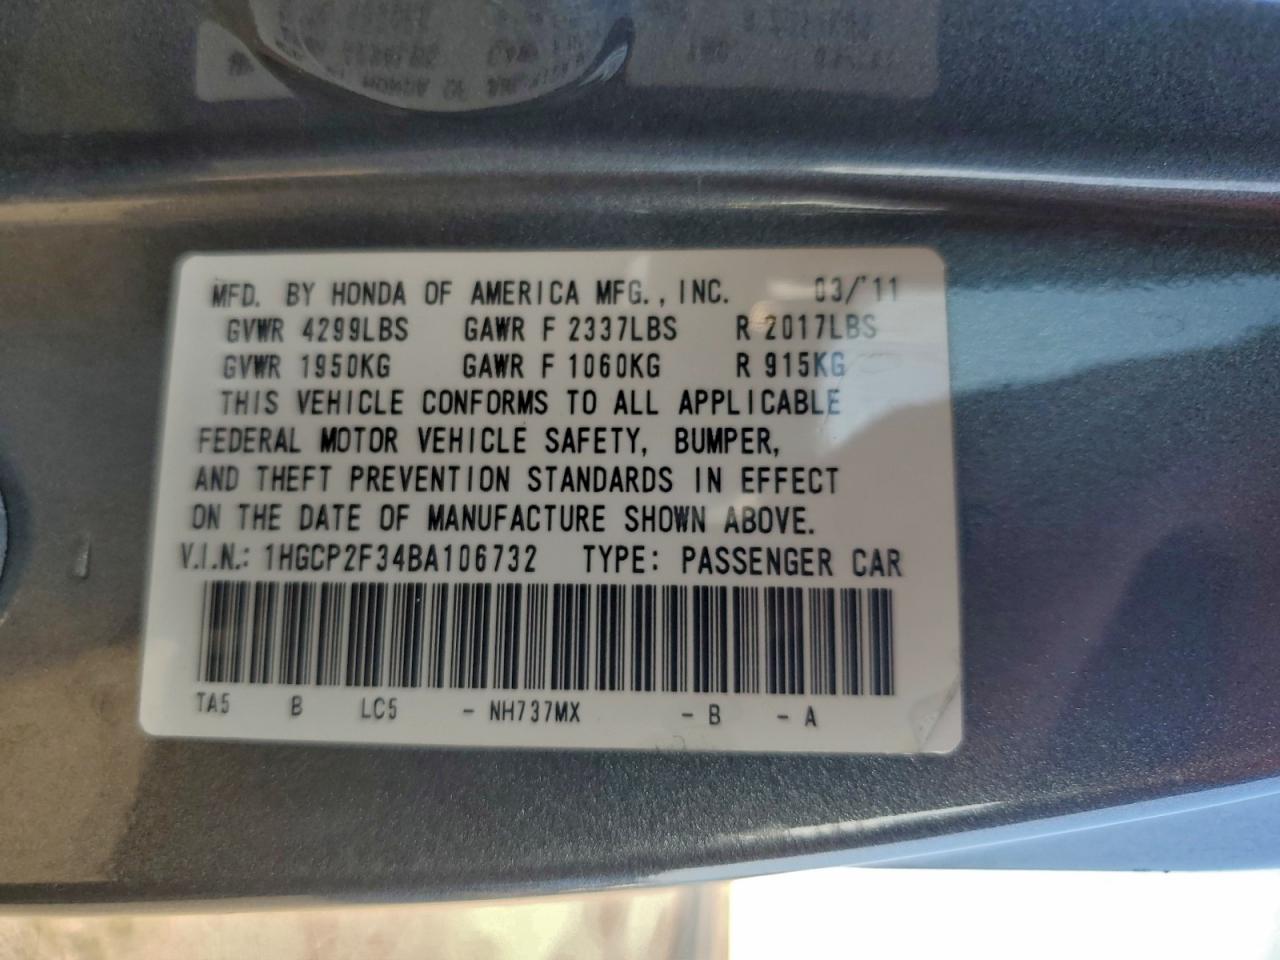 MFD. BY HONDA OF AMERICA MFG., INC. 03/'11
GVWR 4299LBS GAWR F 2337LBS R 2017LBS
GVWR 1950KG GAWR F 1060KG R 915KG
THIS VEHICLE CONFORMS TO ALL APPLICABLE
FEDERAL MOTOR VEHICLE SAFETY, BUMPER,
AND THEFT PREVENTION STANDARDS IN EFFECT
ON THE DATE OF MANUFACTURE SHOWN ABOVE.
V.I.N.: 1HGCP2F34BA106732 TYPE: PASSENGER CAR
TA5 B LC5 - NH737MX - B - A